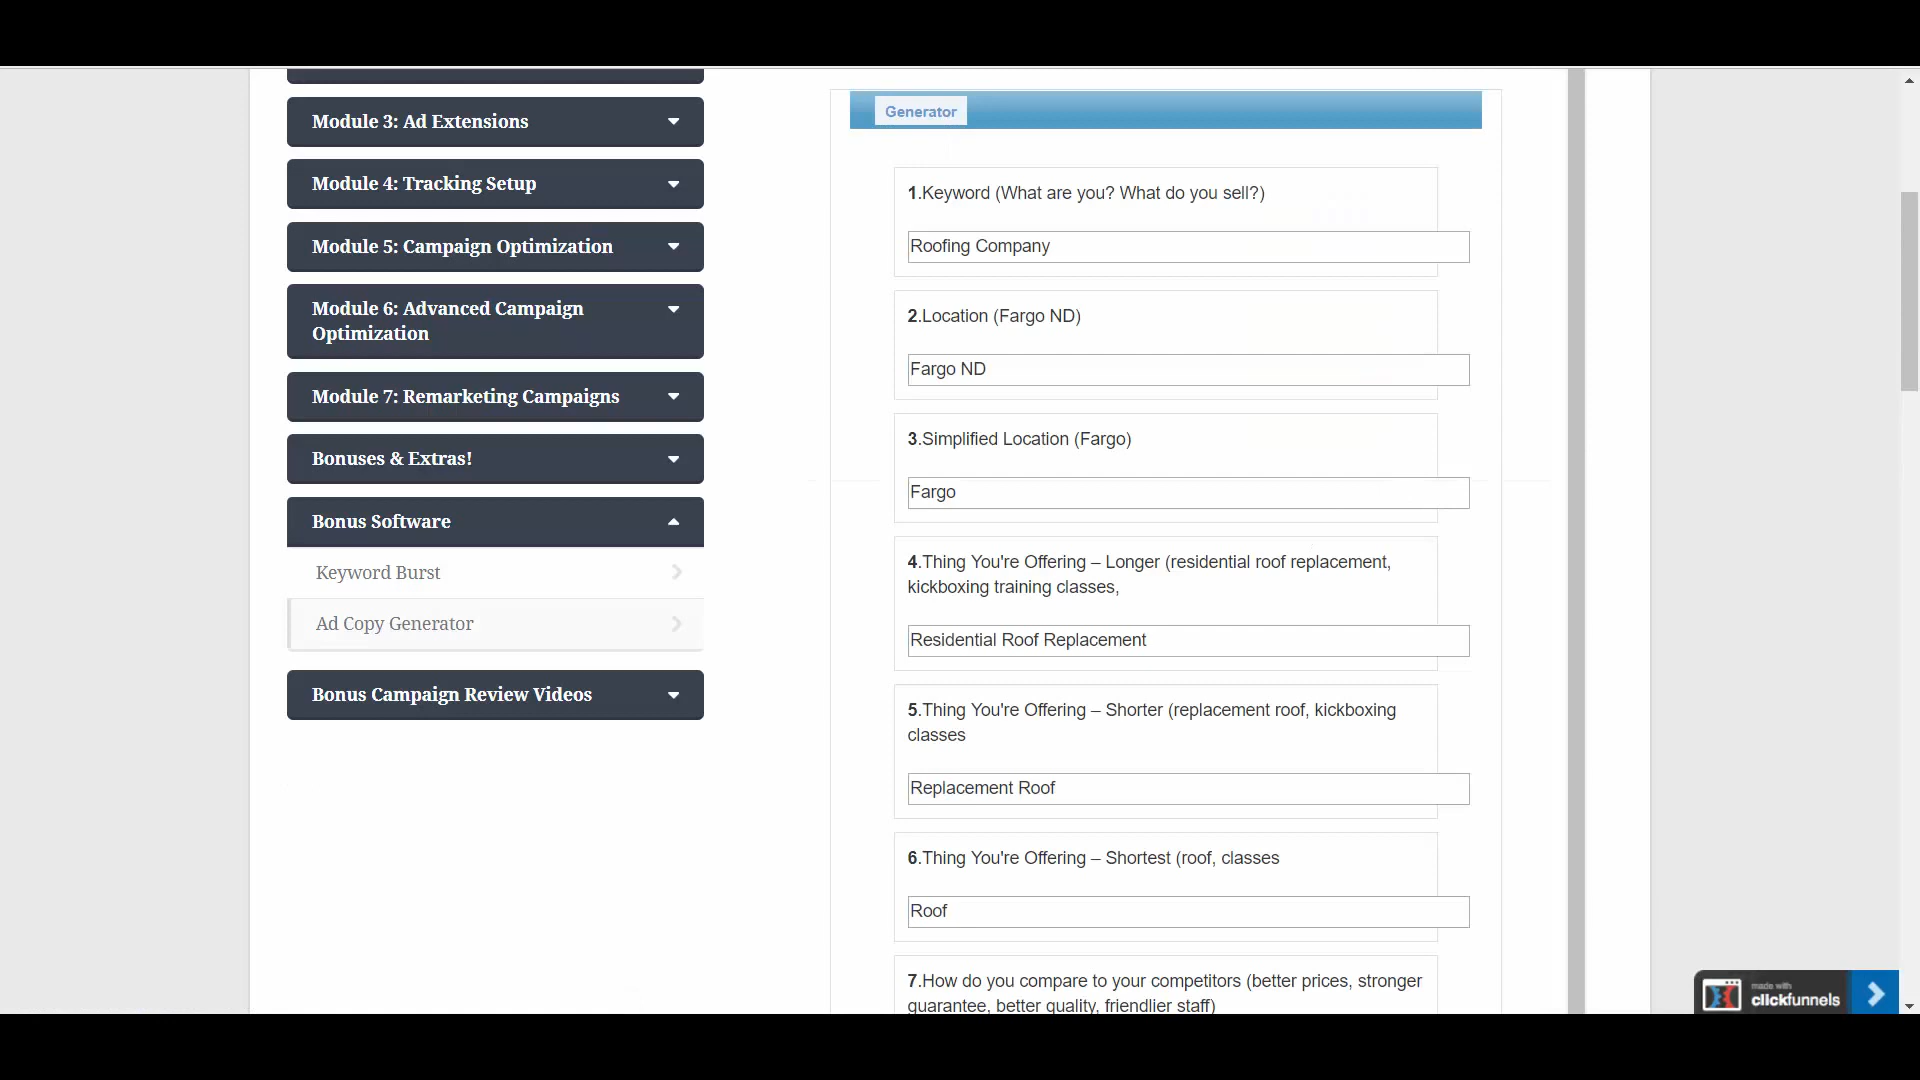 Module 3: Ad Extensions
Module 4: Tracking Setup
Module 5: Campaign Optimization
Module 6: Advanced Campaign
Optimization
Module 7: Remarketing Campaigns
Bonuses & Extras!
Bonus Software
Keyword Burst
Ad Copy Generator
Bonus Campaign Review Videos
Generator
1.Keyword (What are you? What do you sell?)
Roofing Company
2.Location (Fargo ND)
Fargo ND
3.Simplified Location (Fargo)
Fargo
4.Thing You're Offering – Longer (residential roof replacement,
kickboxing training classes,
Residential Roof Replacement
5.Thing You're Offering – Shorter (replacement roof, kickboxing
classes
Replacement Roof
6.Thing You're Offering – Shortest (roof, classes
Roof
7.How do you compare to your competitors (better prices, stronger
guarantee, better quality, friendlier staff)
made with
clickfunnels